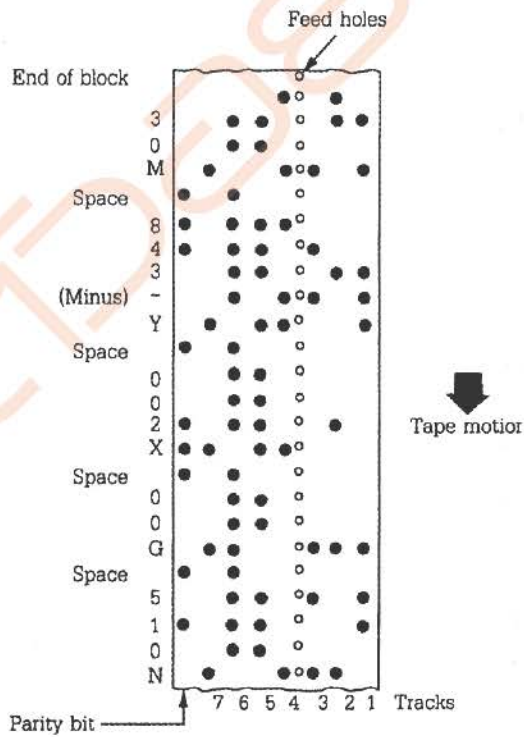 Feed holes
End of block
3
0
M
Space
8
4
3
(Minus) -
Y
Space
0
0
2
X
Space
0
0
G
Space
5
1
0
N
Tape motior
7 6 5 4 3 2 1 Tracks
Parity bit